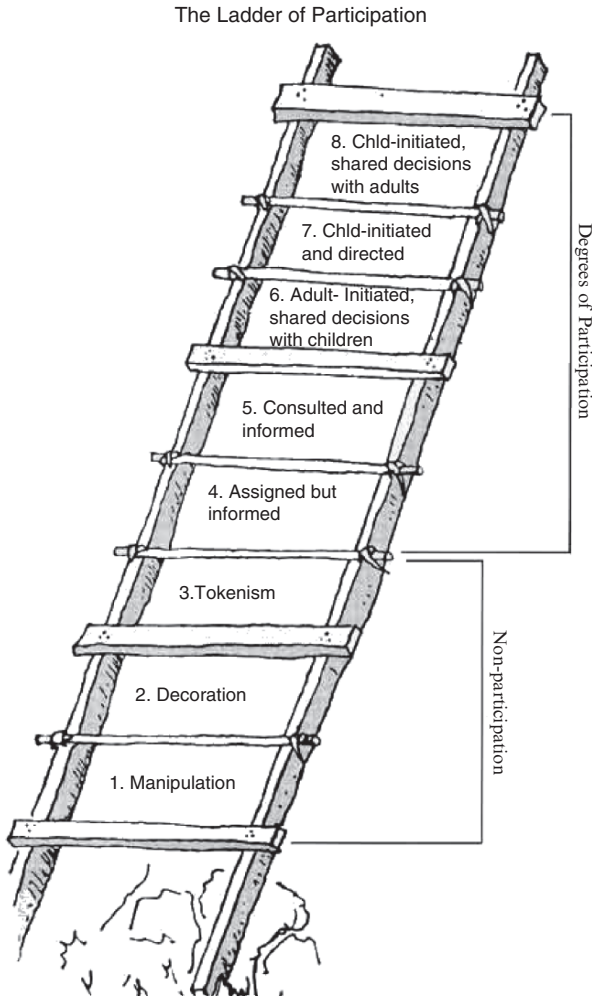 The Ladder of Participation
8. Chld-initiated,
shared decisions
with adults
7. Chld-initiated
and directed
6. Adult- Initiated,
shared decisions
with children
5. Consulted and
informed
4. Assigned but
informed
3.Tokenism
2. Decoration
1. Manipulation
Degrees of Participation
Non-participation